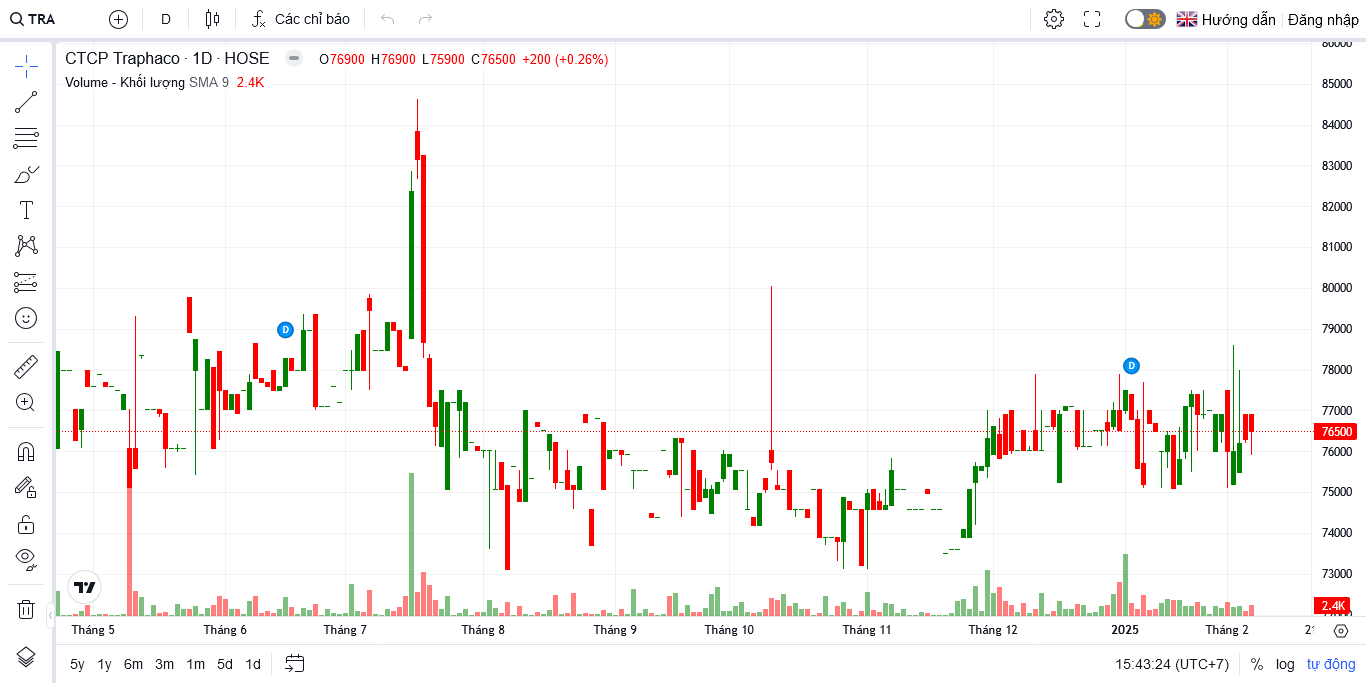 TRA D Các chỉ báo Hướng dẫn Đăng nhập
CTCP Traphaco · 1D · HOSE O76900 H76900 L75900 C76500 +200 (+0.26%)
Volume - Khối lượng SMA 9 2.4K
86000
85000
84000
83000
82000
81000
80000
79000
78000
77000
76500
76000
75000
74000
73000
2.4K
D
D
T
Tháng 5 Tháng 6 Tháng 7 Tháng 8 Tháng 9 Tháng 10 Tháng 11 Tháng 12 2025 Tháng 2
5y 1y 6m 3m 1m 5d 1d 15:43:24 (UTC+7) % log tự động